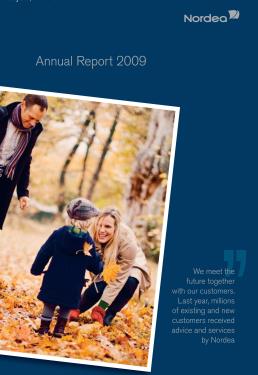 Nordea
Annual Report 2009
”
We meet the
future together
with our customers.
Last year, millions
of existing and new
customers received
advice and services
by Nordea